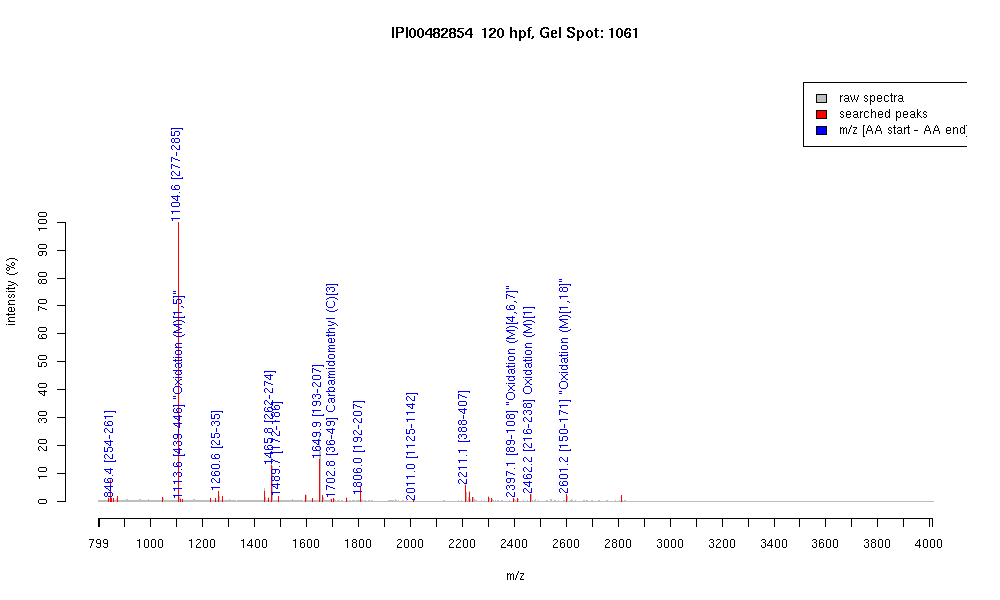 IPI00482854 120 hpf, Gel Spot: 1061
raw spectra
searched peaks
m/z [AA start - AA end]
intensity (%)
0
10
20
30
40
50
60
70
80
90
100
846.4 [254-261]
1104.6 [277-285]
1113.6 [439-446] "Oxidation (M)[1,5]"
1260.6 [25-35]
1465.8 [262-274]
1489.7 [172-186]
1649.9 [193-207]
1702.8 [36-49] Carbamidomethyl (C)[3]
1806.0 [192-207]
2011.0 [1125-1142]
2211.1 [388-407]
2397.1 [89-108] "Oxidation (M)[4,6,7]"
2462.2 [216-238] Oxidation (M)[1]
2601.2 [150-171] "Oxidation (M)[1,18]"
799 1000 1200 1400 1600 1800 2000 2200 2400 2600 2800 3000 3200 3400 3600 3800 4000
m/z